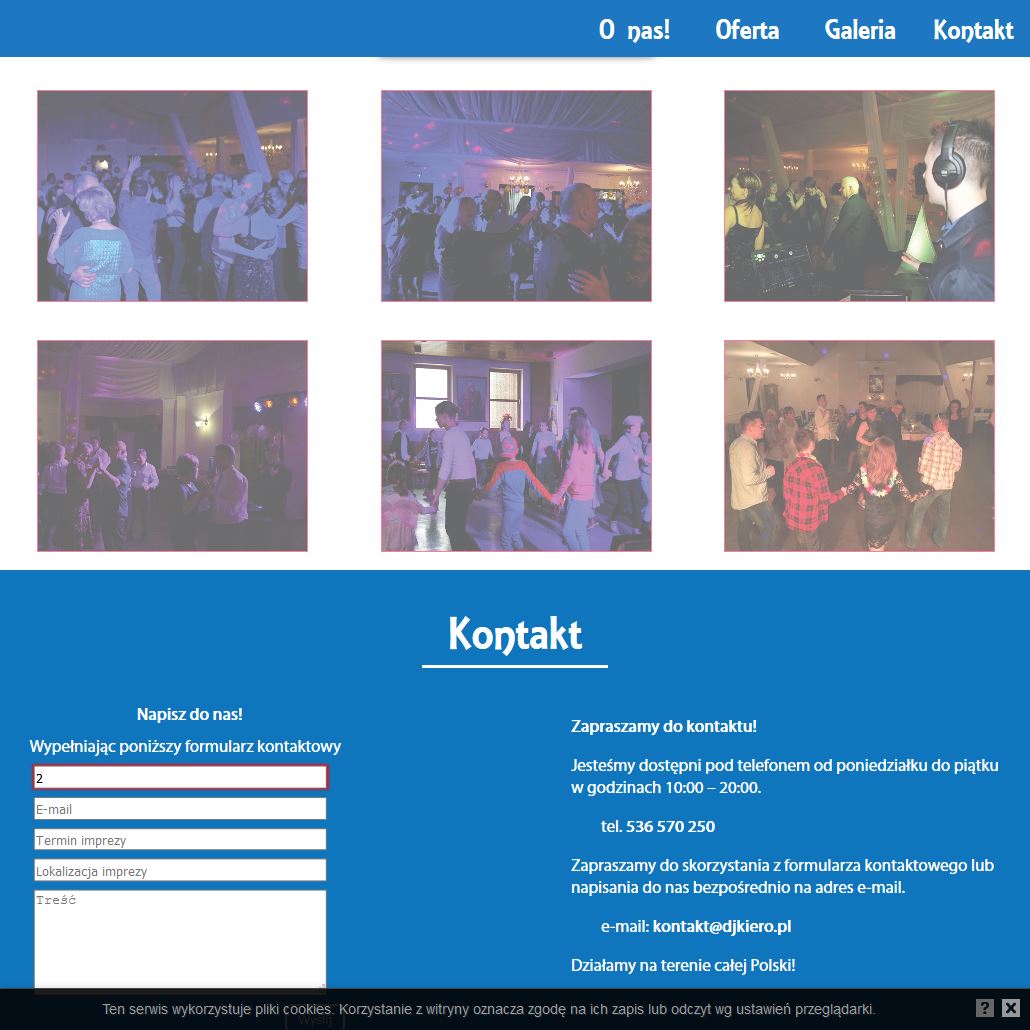 O nas! Oferta Galeria Kontakt
Kontakt
Napisz do nas!
Wypełniając poniższy formularz kontaktowy
2
E-mail
Termin imprezy
Lokalizacja imprezy
Treść
Wyślij
Zapraszamy do kontaktu!
Jesteśmy dostępni pod telefonem od poniedziałku do piątku
w godzinach 10:00 – 20:00.
tel. 536 570 250
Zapraszamy do skorzystania z formularza kontaktowego lub
napisania do nas bezpośrednio na adres e-mail.
e-mail: kontakt@djkiero.pl
Działamy na terenie całej Polski!
Ten serwis wykorzystuje pliki cookies. Korzystanie z witryny oznacza zgodę na ich zapis lub odczyt wg ustawień przeglądarki. ? X